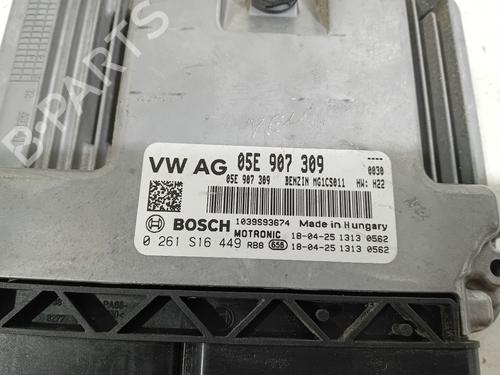 B-PARTS
VW AG 05E 907 309
0030
05E 907 309 BENZIN MG1CS011 HW: H22
BOSCH 1039S93674 Made in Hungary
MOTRONIC 18-04-25 1313 0562
0 261 S16 449 RB8 658 18-04-25 1313 0562